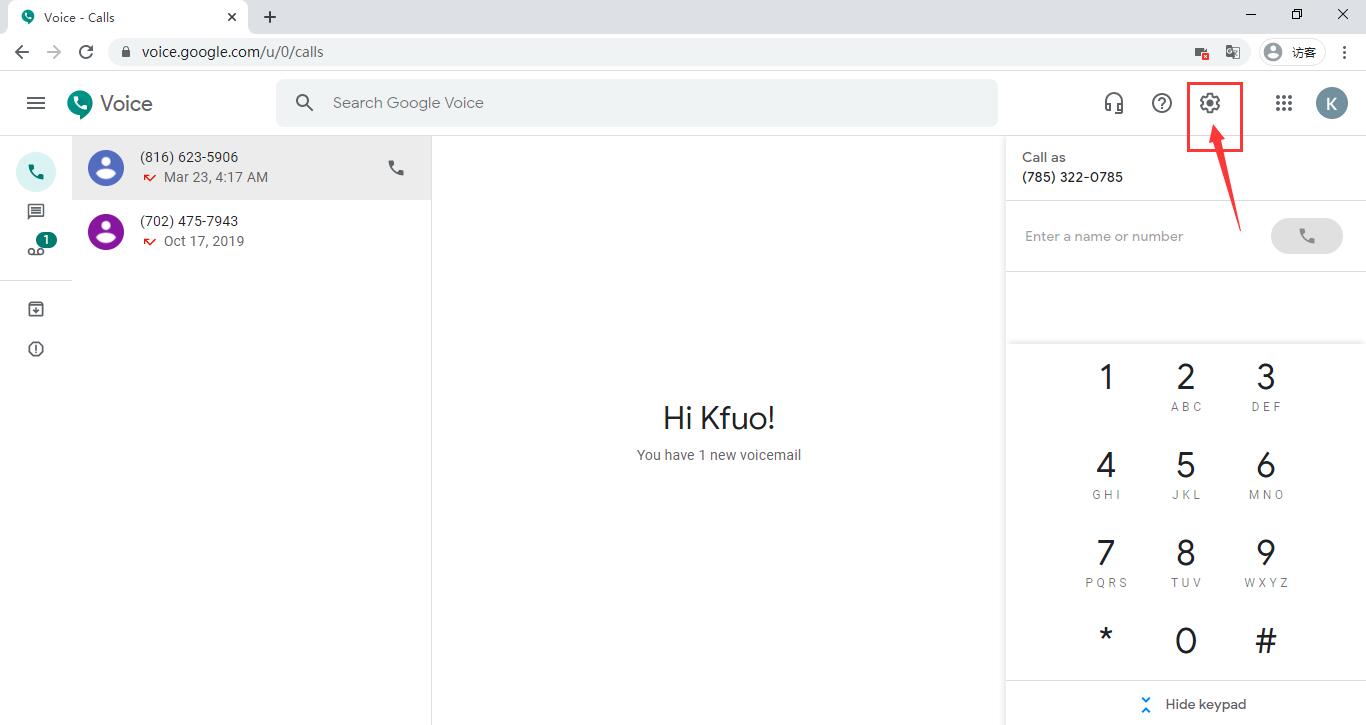 Voice - Calls
voice.google.com/u/0/calls
访客
Voice
Search Google Voice
K
(816) 623-5906
Mar 23, 4:17 AM
(702) 475-7943
Oct 17, 2019
1
Hi Kfuo!
You have 1 new voicemail
Call as
(785) 322-0785
Enter a name or number
1 2 3
ABC DEF
4 5 6
GHI JKL MNO
7 8 9
PQRS TUV WXYZ
* 0 #
Hide keypad